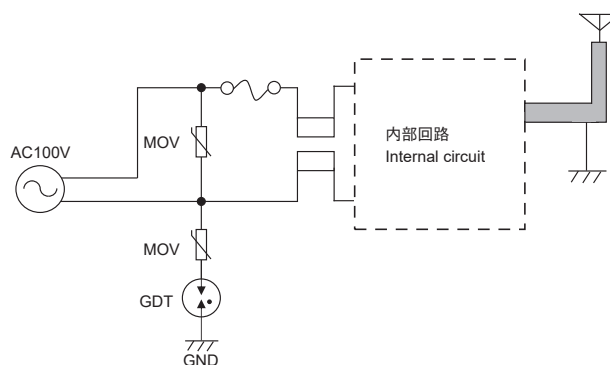 AC100V
MOV
内部回路
Internal circuit
MOV
GDT
GND